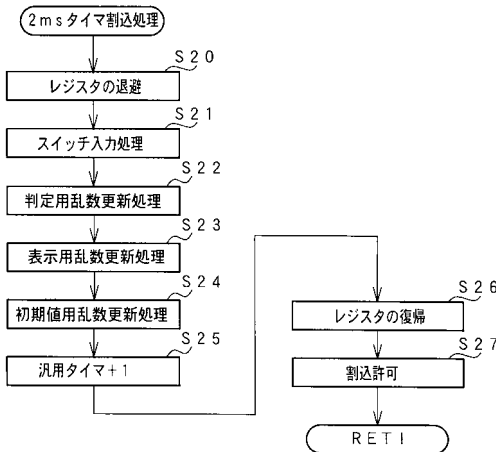 2msタイマ割込処理
S20
レジスタの退避
S21
スイッチ入力処理
S22
判定用乱数更新処理
S23
表示用乱数更新処理
S24
初期値用乱数更新処理
S25
汎用タイマ+1
S26
レジスタの復帰
S27
割込許可
RETI